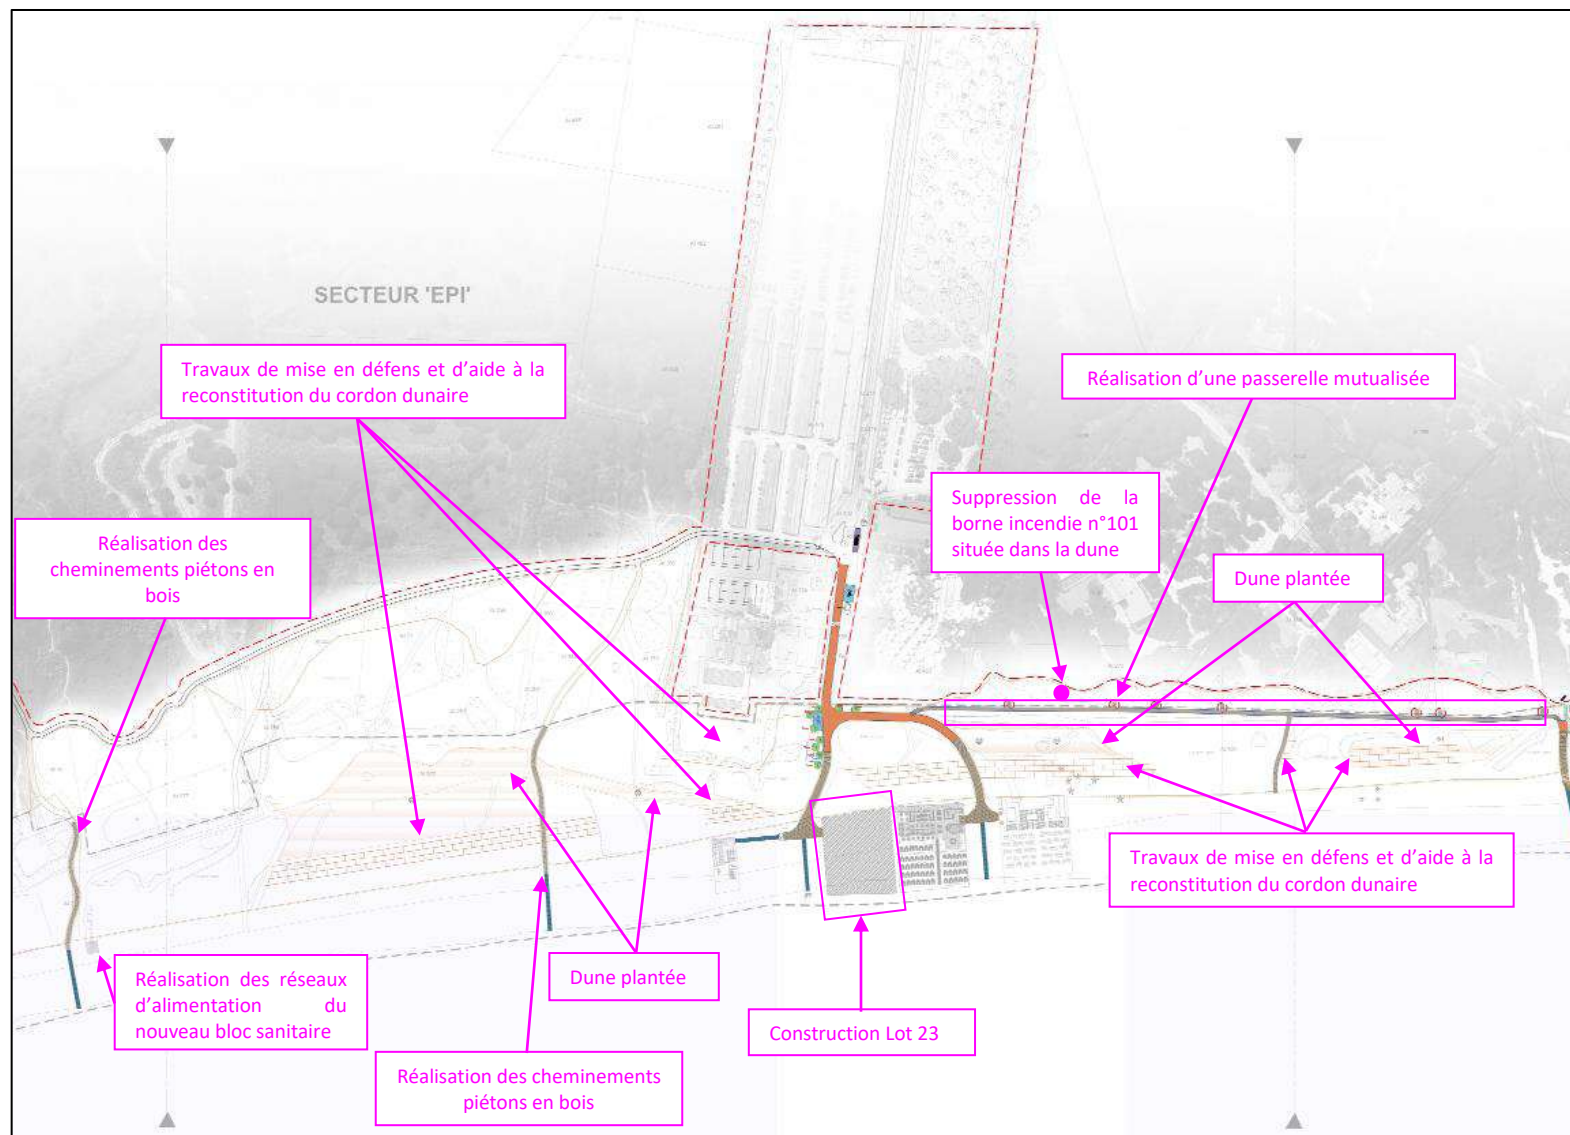 SECTEUR 'EPI'
Travaux de mise en défens et d'aide à la
reconstitution du cordon dunaire
Réalisation d'une passerelle mutualisée
Suppression de la
borne incendie n°101
située dans la dune
Réalisation des
cheminements piétons en
bois
Dune plantée
Travaux de mise en défens et d'aide à la
reconstitution du cordon dunaire
Réalisation des réseaux
d'alimentation du
nouveau bloc sanitaire
Dune plantée
Construction Lot 23
Réalisation des cheminements
piétons en bois